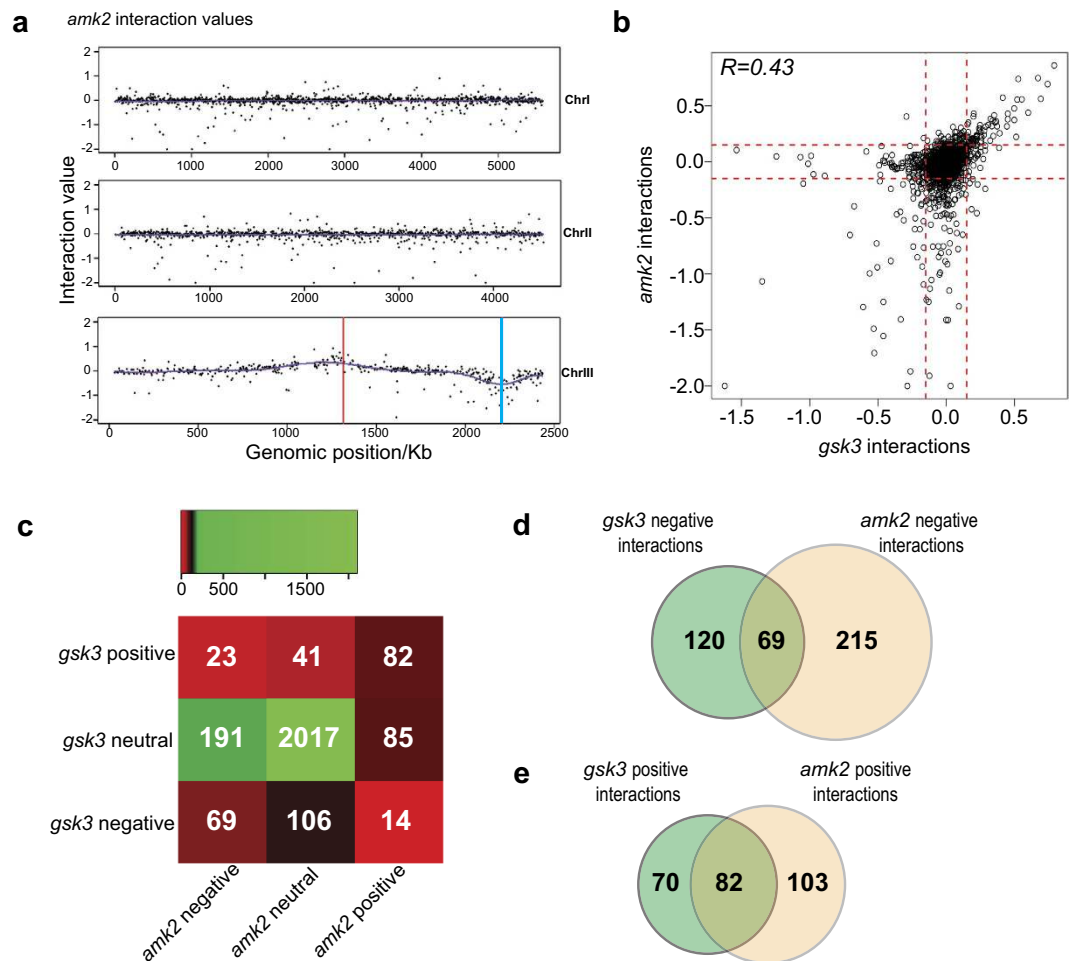 a
amk2 interaction values
Interaction value
2
1
0
-1
-2
0 1000 2000 3000 4000 5000
ChrI
2
1
0
-1
-2
0 1000 2000 3000 4000
ChrII
2
1
0
-1
-2
0 500 1000 1500 2000 2500
ChrIII
Genomic position/Kb
b
R=0.43
amk2 interactions
0.5
0.0
-0.5
-1.0
-1.5
-2.0
-1.5 -1.0 -0.5 0.0 0.5
gsk3 interactions
c
0 500 1500
gsk3 positive 23 41 82
gsk3 neutral 191 2017 85
gsk3 negative 69 106 14
amk2 negative
amk2 neutral
amk2 positive
d
gsk3 negative
interactions
amk2 negative
interactions
120 69 215
e
gsk3 positive
interactions
amk2 positive
interactions
70 82 103